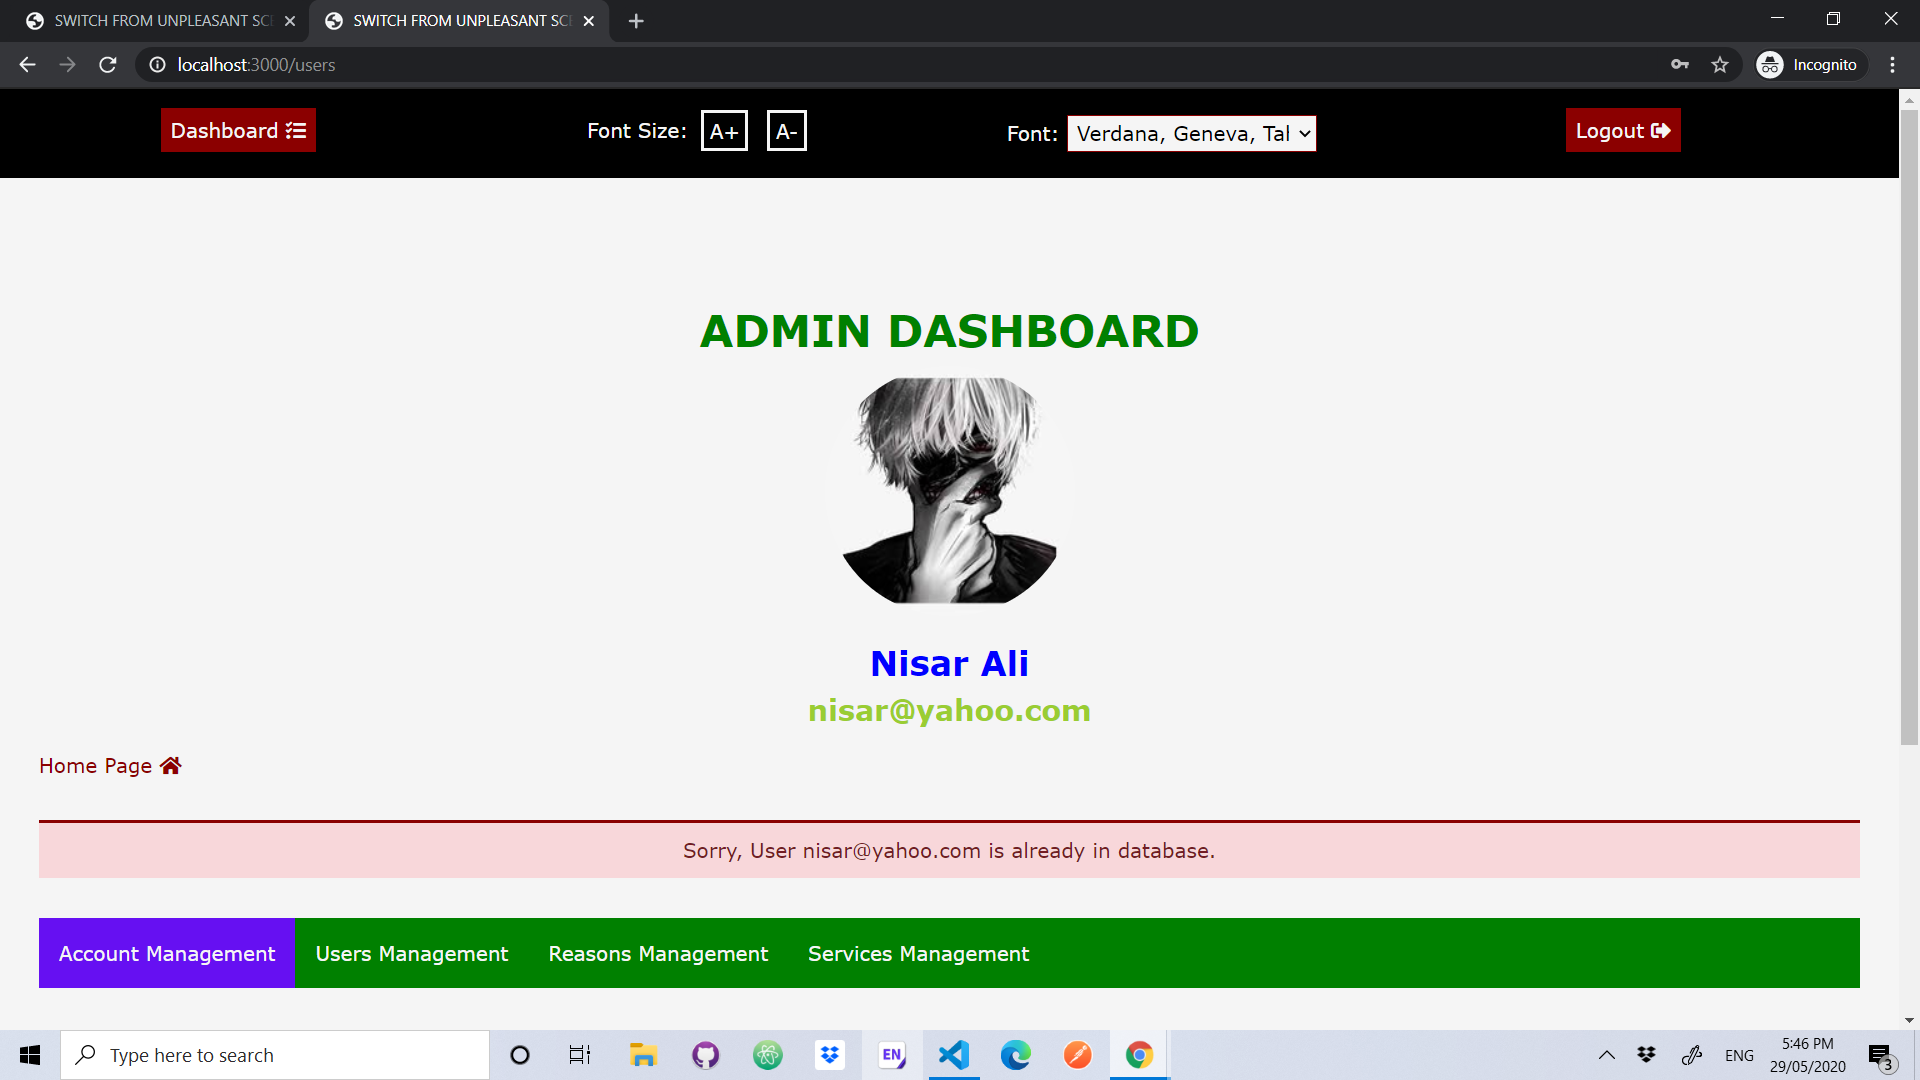 SWITCH FROM UNPLEASANT SC
SWITCH FROM UNPLEASANT SC
localhost:3000/users
Incognito
Dashboard
Font Size: A+ A-
Font: Verdana, Geneva, Tal
Logout
ADMIN DASHBOARD
Nisar Ali
nisar@yahoo.com
Home Page
Sorry, User nisar@yahoo.com is already in database.
Account Management Users Management Reasons Management Services Management
Type here to search
EN
ENG
5:46 PM
29/05/2020
3